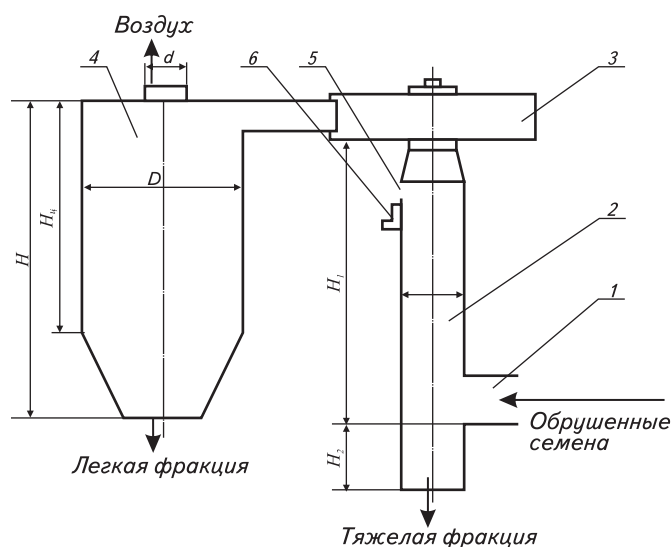 Воздух
d
4
6
5
3
D
Hц
H
H1
2
1
Обрушенные
семена
H2
Легкая фракция
Тяжелая фракция